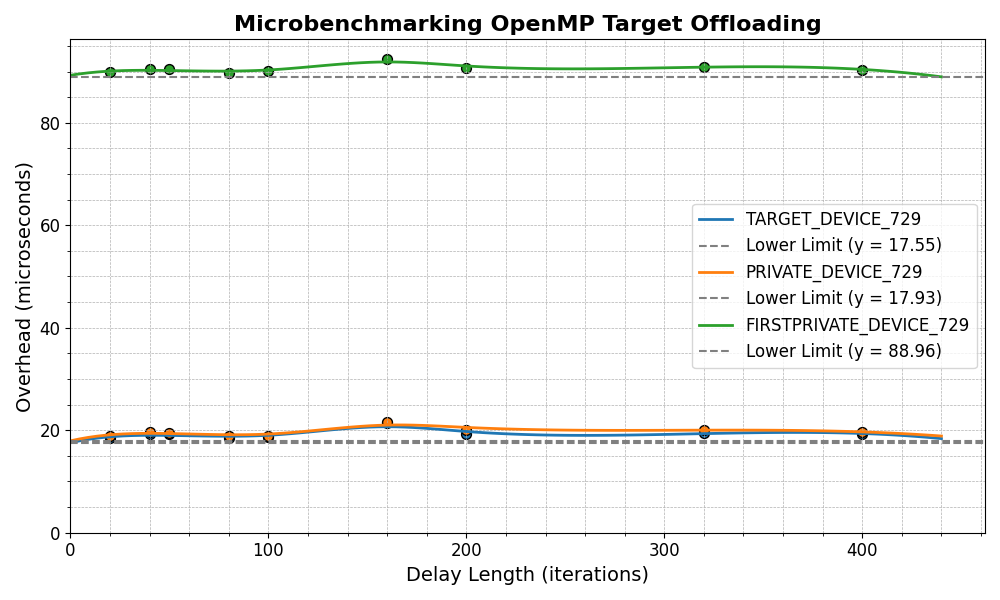 Microbenchmarking OpenMP Target Offloading
Overhead (microseconds)
80
60
40
20
0
TARGET_DEVICE_729
Lower Limit (y = 17.55)
PRIVATE_DEVICE_729
Lower Limit (y = 17.93)
FIRSTPRIVATE_DEVICE_729
Lower Limit (y = 88.96)
0 100 200 300 400
Delay Length (iterations)